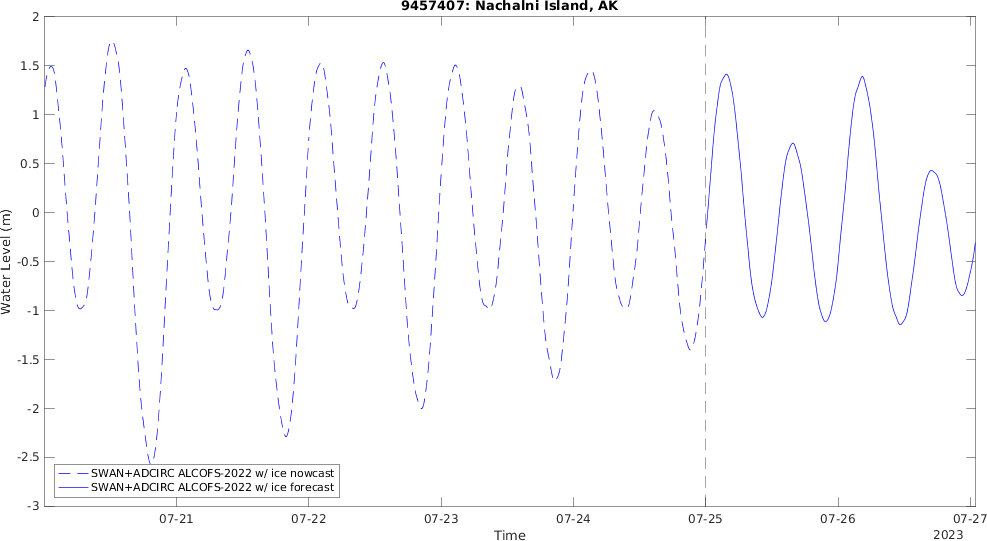 9457407: Nachalni Island, AK
2
1.5
1
0.5
0
-0.5
-1
-1.5
-2
-2.5
-3
Water Level (m)
SWAN+ADCIRC ALCOFS-2022 w/ ice nowcast
SWAN+ADCIRC ALCOFS-2022 w/ ice forecast
07-21 07-22 07-23 07-24 07-25 07-26 07-27
Time
2023